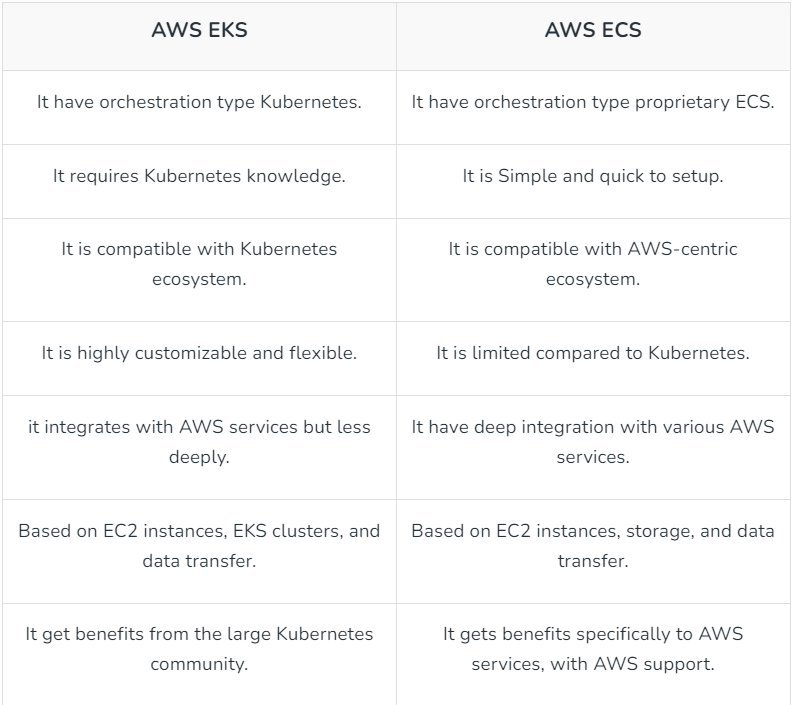 AWS EKS
AWS ECS
It have orchestration type Kubernetes.
It have orchestration type proprietary ECS.
It requires Kubernetes knowledge.
It is Simple and quick to setup.
It is compatible with Kubernetes
ecosystem.
It is compatible with AWS-centric
ecosystem.
It is highly customizable and flexible.
It is limited compared to Kubernetes.
it integrates with AWS services but less
deeply.
It have deep integration with various AWS
services.
Based on EC2 instances, EKS clusters, and
data transfer.
Based on EC2 instances, storage, and data
transfer.
It get benefits from the large Kubernetes
community.
It gets benefits specifically to AWS
services, with AWS support.